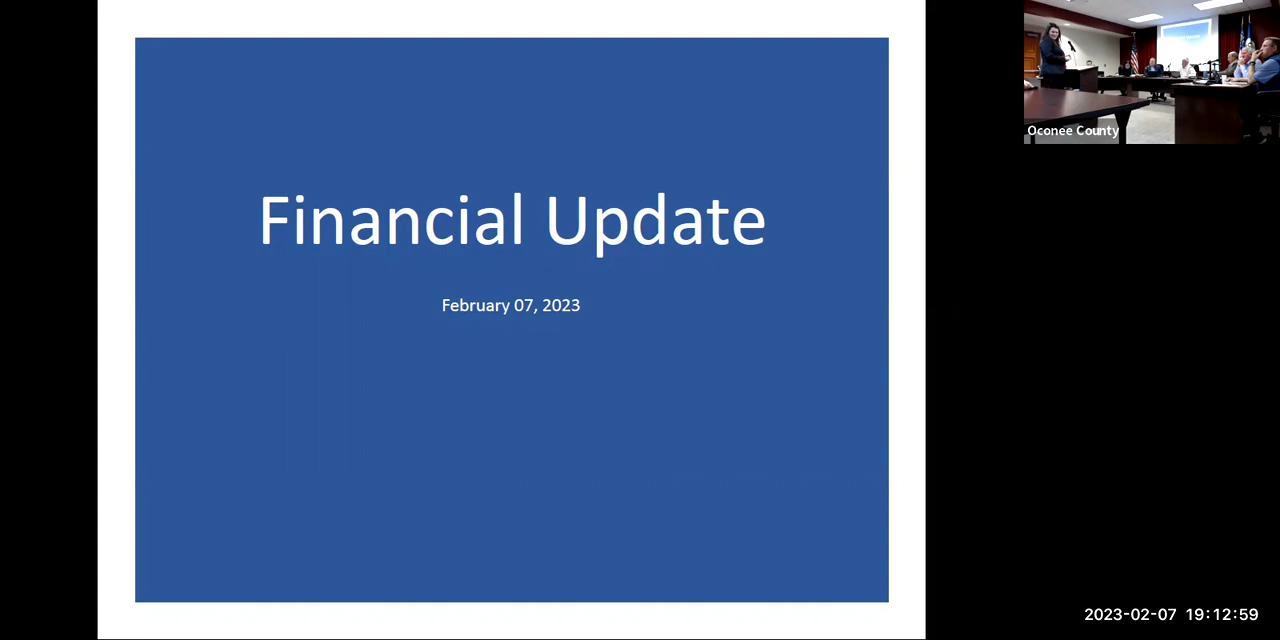 Financial Update
February 07, 2023
Oconee County
2023-02-07 19:12:59